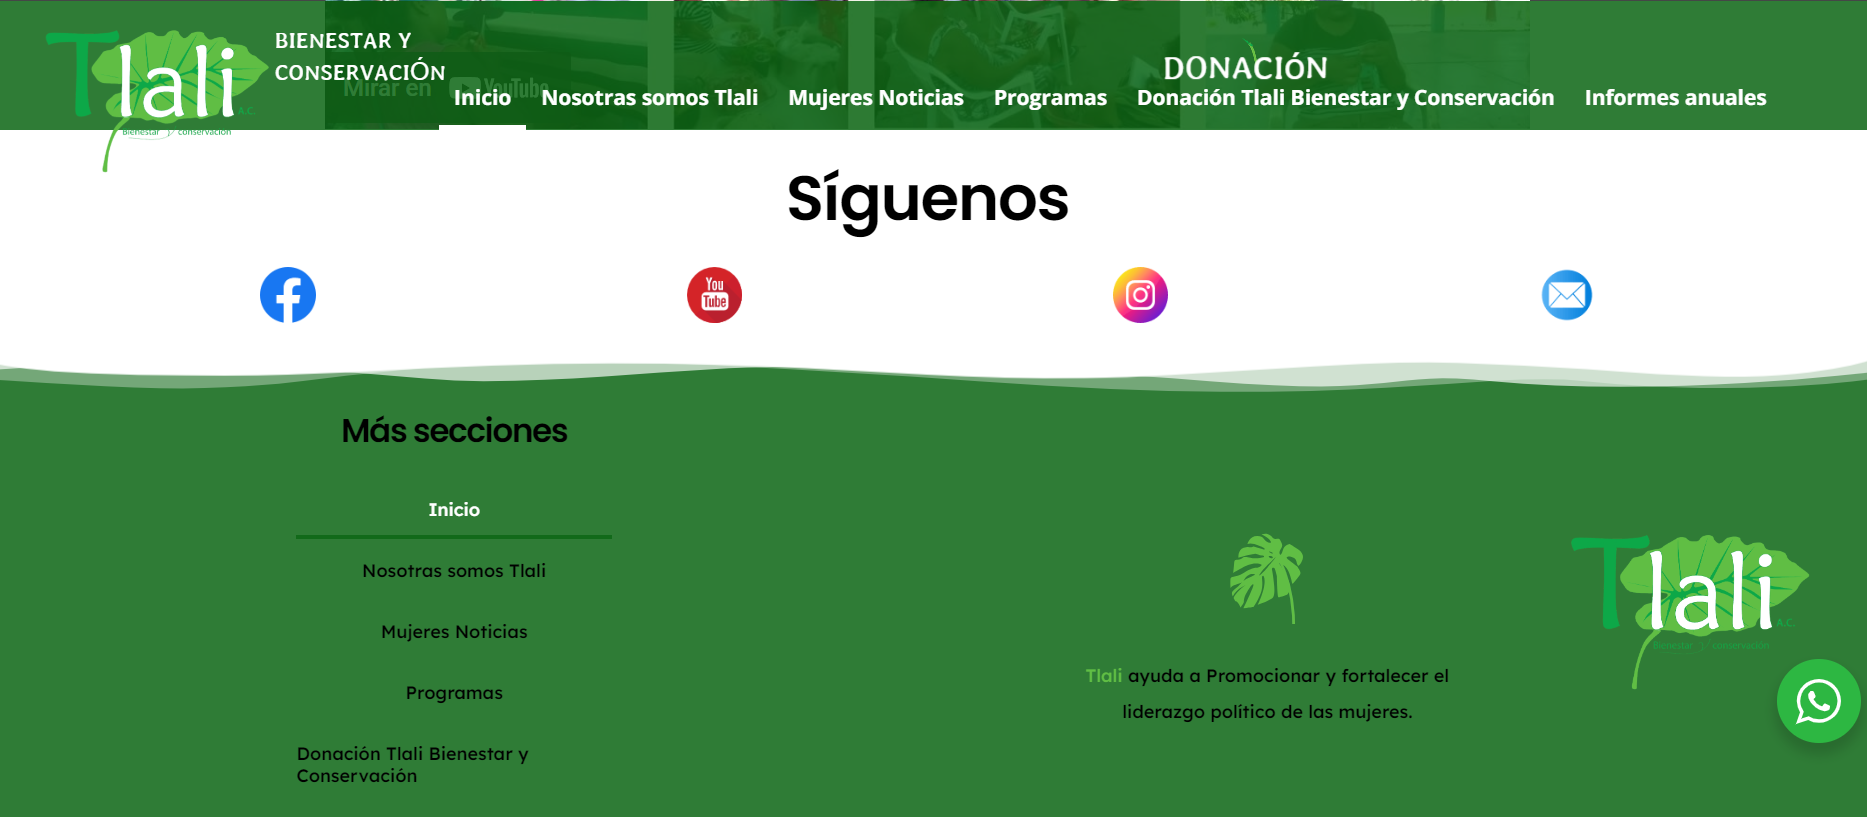 Tlali
A.C.
Bienestar y conservación
BIENESTAR Y
CONSERVACIÓN
Mirar en YouTube
DONACIÓN
Inicio
Nosotras somos Tlali
Mujeres Noticias
Programas
Donación Tlali Bienestar y Conservación
Informes anuales
Síguenos
You
Tube
Más secciones
Inicio
Nosotras somos Tlali
Mujeres Noticias
Programas
Donación Tlali Bienestar y
Conservación
Tlali ayuda a Promocionar y fortalecer el
liderazgo político de las mujeres.
Tlali
A.C.
Bienestar y conservación